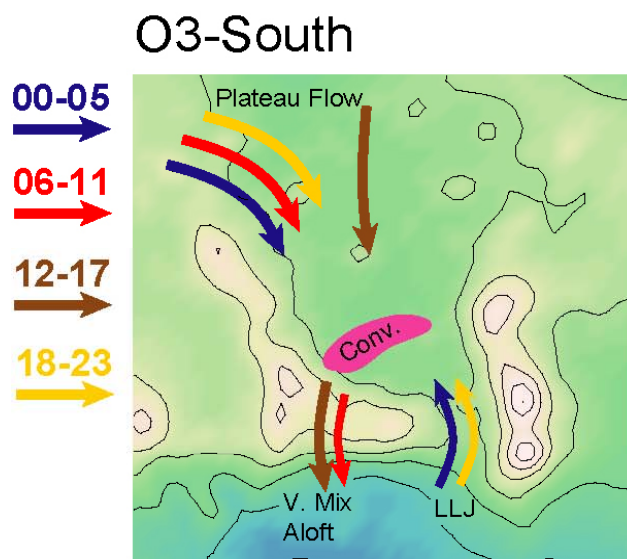 O3-South
00-05
06-11
12-17
18-23
Plateau Flow
Conv.
V. Mix
Aloft
LLJ